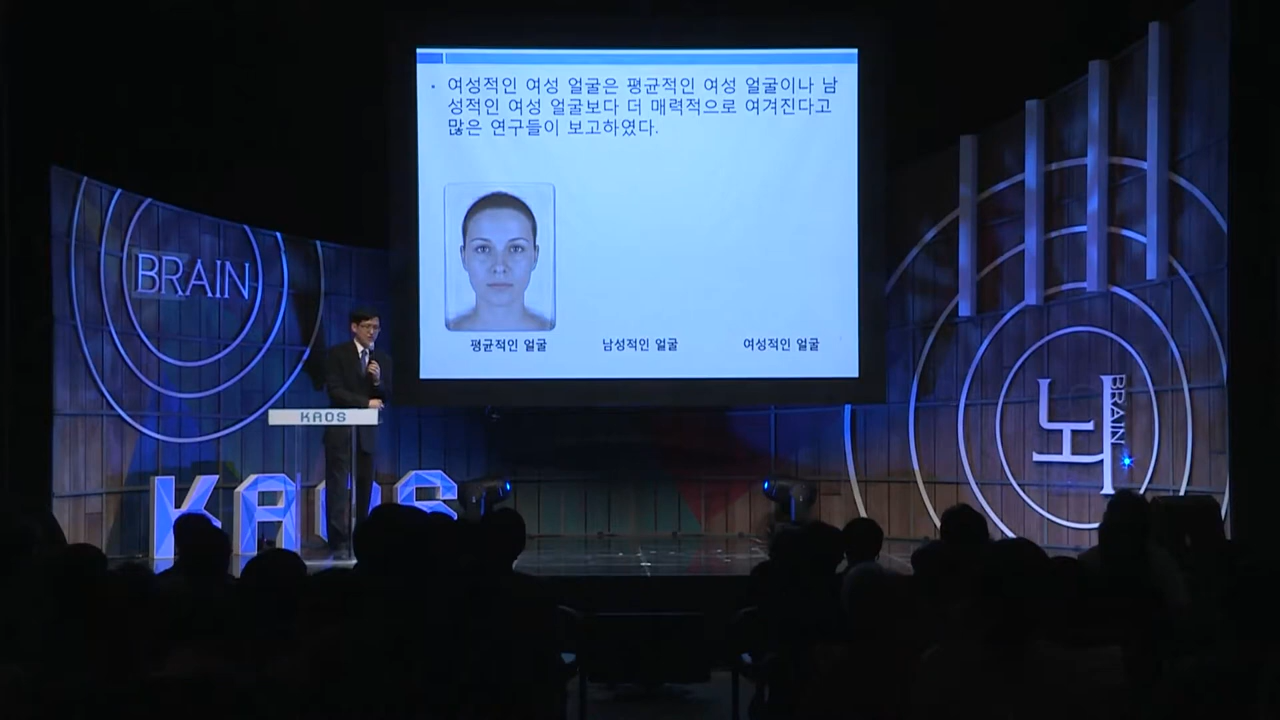 • 여성적인 여성 얼굴은 평균적인 여성 얼굴이나 남
성적인 여성 얼굴보다 더 매력적으로 여겨진다고
많은 연구들이 보고하였다.
평균적인 얼굴 남성적인 얼굴 여성적인 얼굴
BRAIN
KAOS
KAOS
뇌
BRAIN